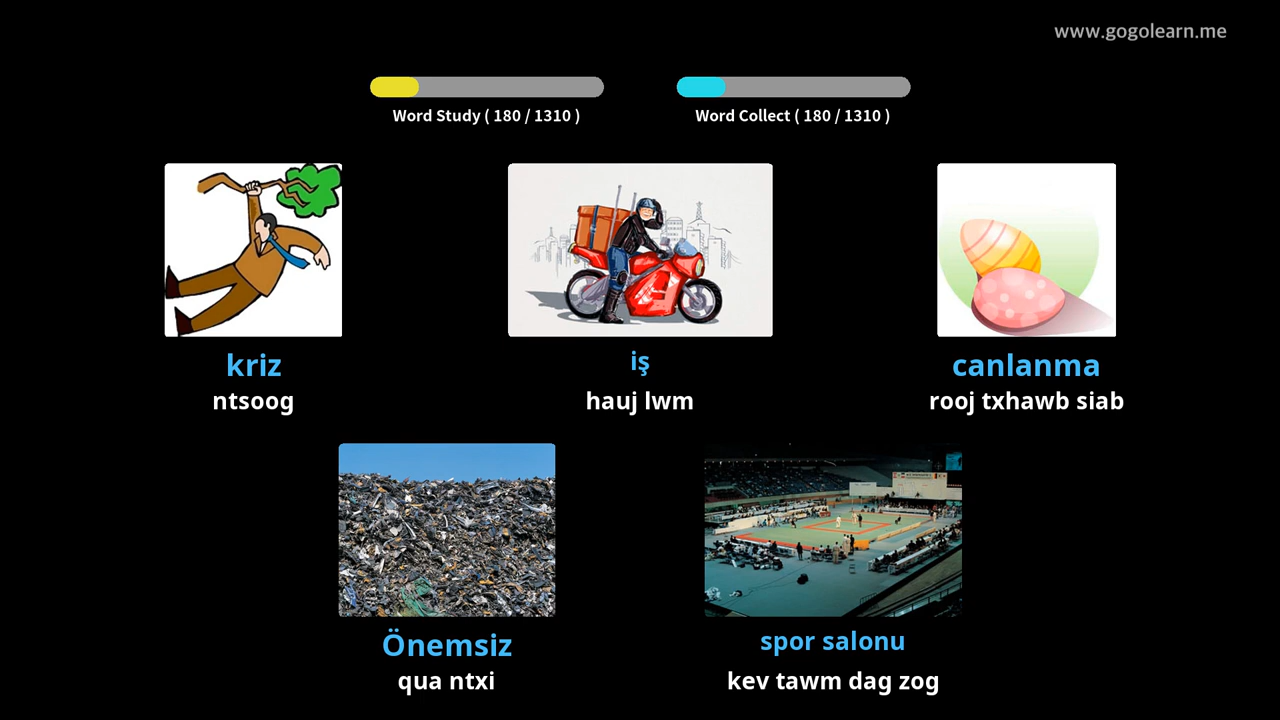 www.gogolearn.me
Word Study ( 180 / 1310 )
Word Collect ( 180 / 1310 )
kriz
ntsoog
iş
hauj lwm
canlanma
rooj txhawb siab
Önemsiz
qua ntxi
spor salonu
kev tawm dag zog